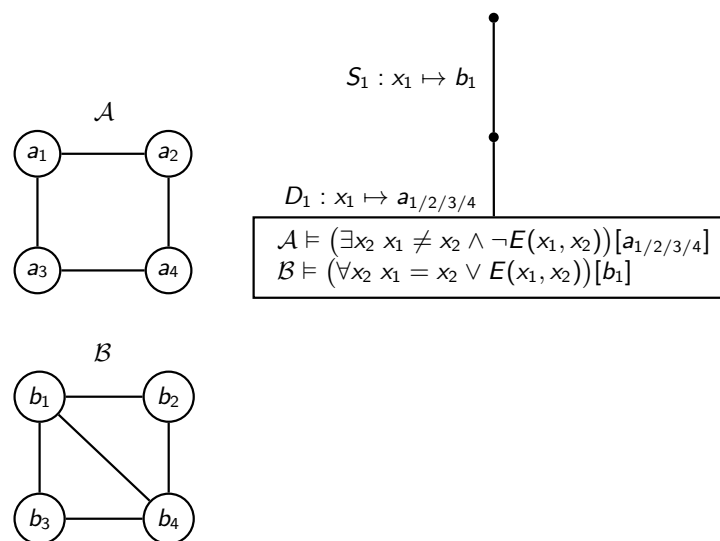 𝒜
a₁ a₂
a₃ a₄
ℬ
b₁ b₂
b₃ b₄
S₁ : x₁ ↦ b₁
D₁ : x₁ ↦ a₁/₂/₃/₄
𝒜 ⊨ (∃x₂ x₁ ≠ x₂ ∧ ¬E(x₁, x₂))[a₁/₂/₃/₄]
ℬ ⊨ (∀x₂ x₁ = x₂ ∨ E(x₁, x₂))[b₁]